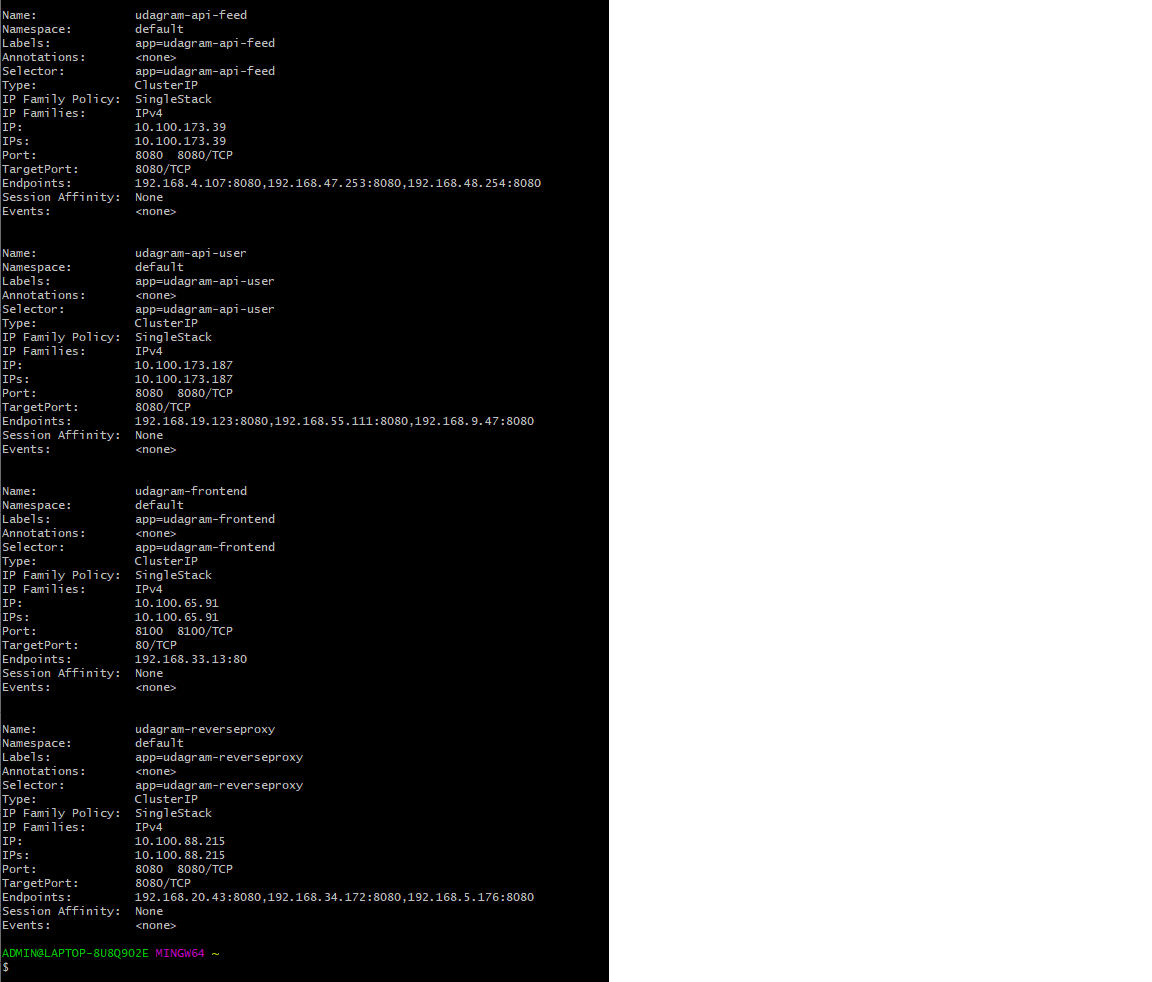 Name:              udagram-api-feed
Namespace:         default
Labels:            app=udagram-api-feed
Annotations:       <none>
Selector:          app=udagram-api-feed
Type:              ClusterIP
IP Family Policy:  SingleStack
IP Families:       IPv4
IP:                10.100.173.39
IPs:               10.100.173.39
Port:              8080  8080/TCP
TargetPort:        8080/TCP
Endpoints:         192.168.4.107:8080,192.168.47.253:8080,192.168.48.254:8080
Session Affinity:  None
Events:            <none>
Name:              udagram-api-user
Namespace:         default
Labels:            app=udagram-api-user
Annotations:       <none>
Selector:          app=udagram-api-user
Type:              ClusterIP
IP Family Policy:  SingleStack
IP Families:       IPv4
IP:                10.100.173.187
IPs:               10.100.173.187
Port:              8080  8080/TCP
TargetPort:        8080/TCP
Endpoints:         192.168.19.123:8080,192.168.55.111:8080,192.168.9.47:8080
Session Affinity:  None
Events:            <none>
Name:              udagram-frontend
Namespace:         default
Labels:            app=udagram-frontend
Annotations:       <none>
Selector:          app=udagram-frontend
Type:              ClusterIP
IP Family Policy:  SingleStack
IP Families:       IPv4
IP:                10.100.65.91
IPs:               10.100.65.91
Port:              8100  8100/TCP
TargetPort:        80/TCP
Endpoints:         192.168.33.13:80
Session Affinity:  None
Events:            <none>
Name:              udagram-reverseproxy
Namespace:         default
Labels:            app=udagram-reverseproxy
Annotations:       <none>
Selector:          app=udagram-reverseproxy
Type:              ClusterIP
IP Family Policy:  SingleStack
IP Families:       IPv4
IP:                10.100.88.215
IPs:               10.100.88.215
Port:              8080  8080/TCP
TargetPort:        8080/TCP
Endpoints:         192.168.20.43:8080,192.168.34.172:8080,192.168.5.176:8080
Session Affinity:  None
Events:            <none>
ADMIN@LAPTOP-8U8Q9O2E MINGW64 ~
$